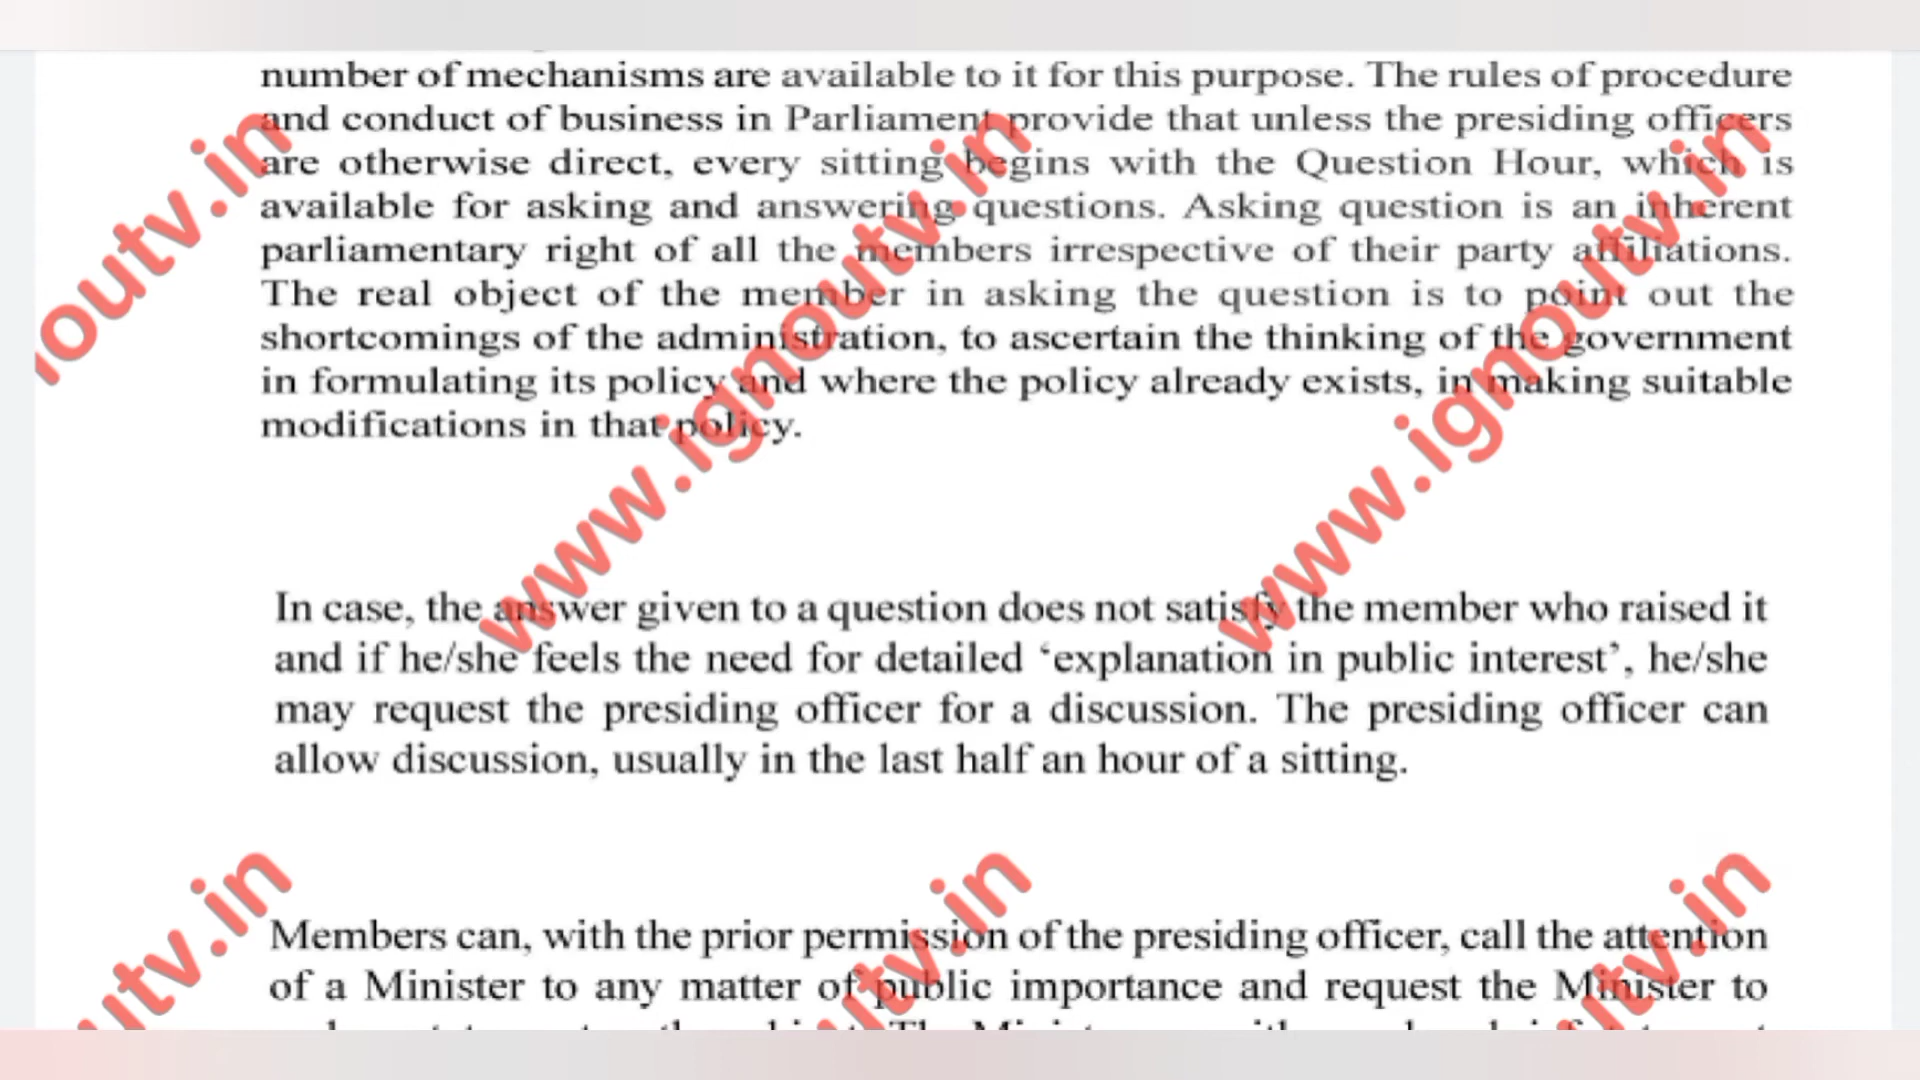 number of mechanisms are available to it for this purpose. The rules of procedure
and conduct of business in Parliament provide that unless the presiding officers
are otherwise direct, every sitting begins with the Question Hour, which is
available for asking and answering questions. Asking question is an inherent
parliamentary right of all the members irrespective of their party affiliations.
The real object of the member in asking the question is to point out the
shortcomings of the administration, to ascertain the thinking of the government
in formulating its policy and where the policy already exists, in making suitable
modifications in that policy.
In case, the answer given to a question does not satisfy the member who raised it
and if he/she feels the need for detailed ‘explanation in public interest’, he/she
may request the presiding officer for a discussion. The presiding officer can
allow discussion, usually in the last half an hour of a sitting.
Members can, with the prior permission of the presiding officer, call the attention
of a Minister to any matter of public importance and request the Minister to
noutv.in
www.ignoutv.in
www.ignoutv.in
utv.in
utv.in
utv.in